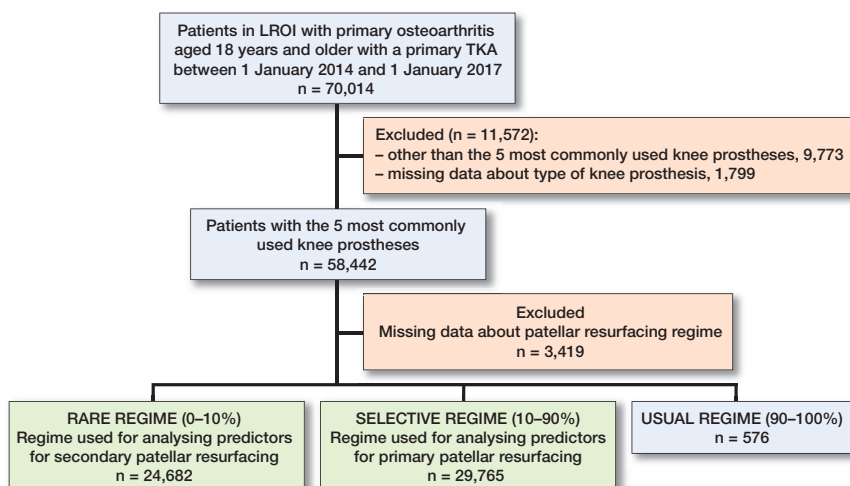 Patients in LROI with primary osteoarthritis
aged 18 years and older with a primary TKA
between 1 January 2014 and 1 January 2017
n = 70,014
Excluded (n = 11,572):
– other than the 5 most commonly used knee prostheses, 9,773
– missing data about type of knee prosthesis, 1,799
Patients with the 5 most commonly
used knee prostheses
n = 58,442
Excluded
Missing data about patellar resurfacing regime
n = 3,419
RARE REGIME (0–10%)
Regime used for analysing predictors
for secondary patellar resurfacing
n = 24,682
SELECTIVE REGIME (10–90%)
Regime used for analysing predictors
for primary patellar resurfacing
n = 29,765
USUAL REGIME (90–100%)
n = 576